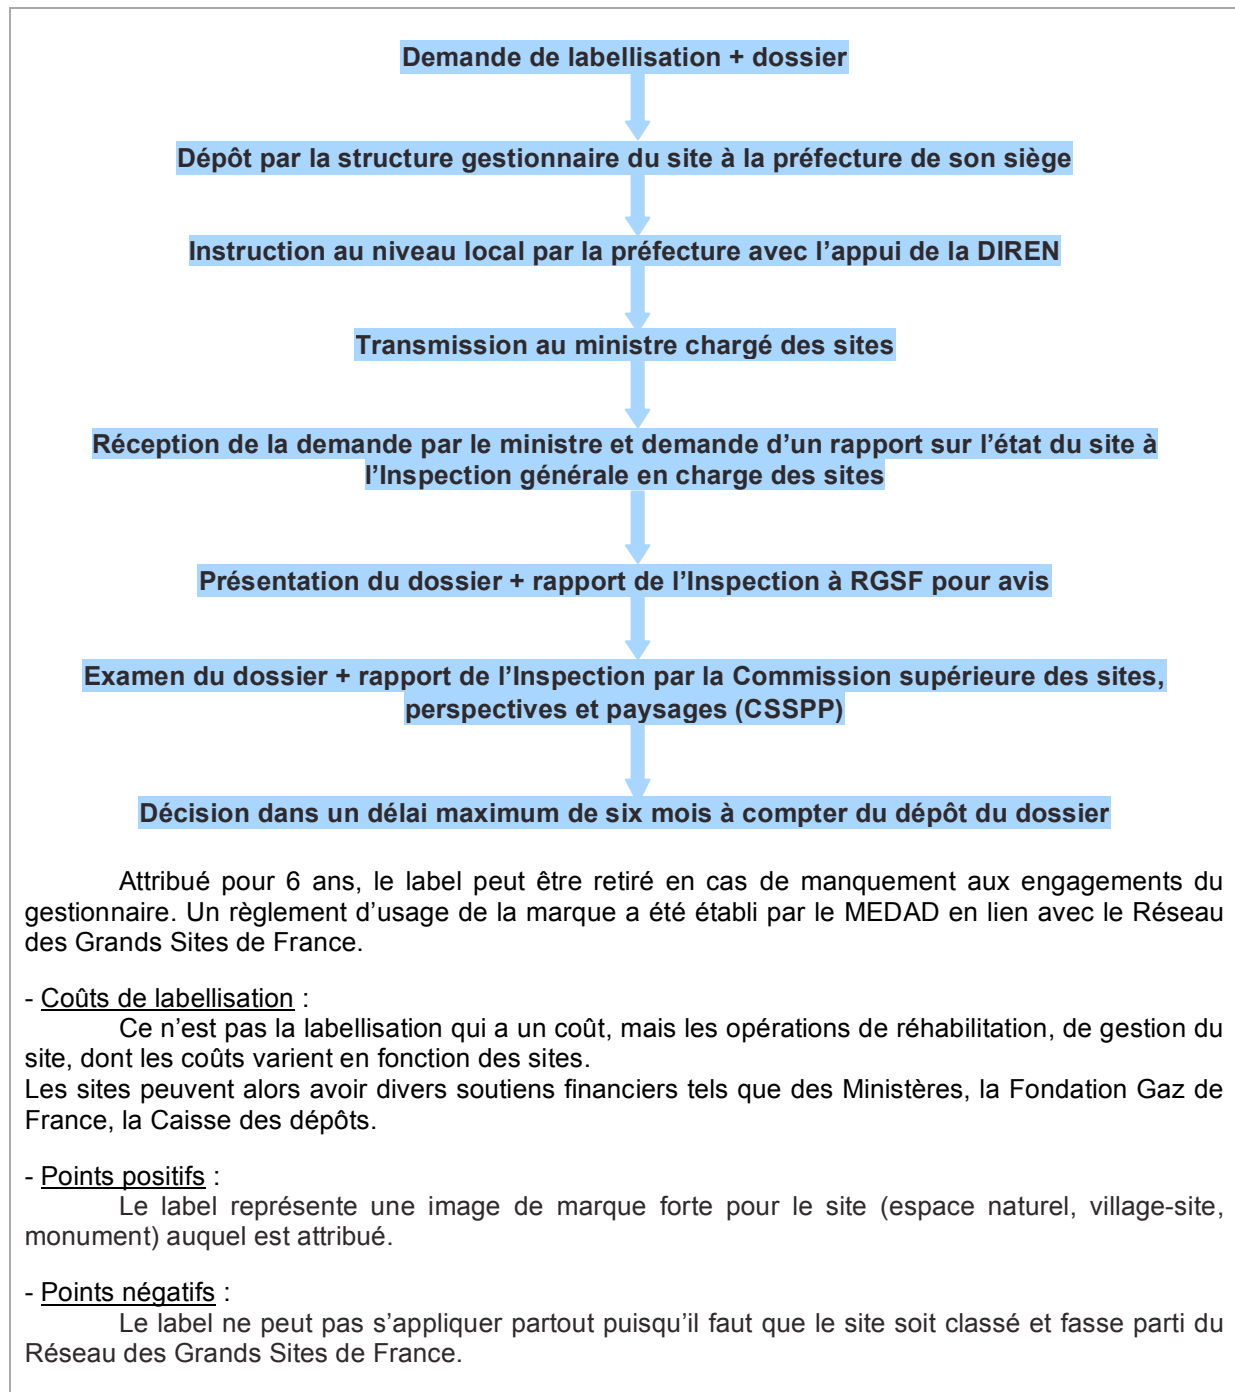 Demande de labellisation + dossier
Dépôt par la structure gestionnaire du site à la préfecture de son siège
Instruction au niveau local par la préfecture avec l’appui de la DIREN
Transmission au ministre chargé des sites
Réception de la demande par le ministre et demande d’un rapport sur l’état du site à
l’Inspection générale en charge des sites
Présentation du dossier + rapport de l’Inspection à RGSF pour avis
Examen du dossier + rapport de l’Inspection par la Commission supérieure des sites,
perspectives et paysages (CSSPP)
Décision dans un délai maximum de six mois à compter du dépôt du dossier
Attribué pour 6 ans, le label peut être retiré en cas de manquement aux engagements du
gestionnaire. Un règlement d’usage de la marque a été établi par le MEDAD en lien avec le Réseau
des Grands Sites de France.
- Coûts de labellisation :
Ce n’est pas la labellisation qui a un coût, mais les opérations de réhabilitation, de gestion du
site, dont les coûts varient en fonction des sites.
Les sites peuvent alors avoir divers soutiens financiers tels que des Ministères, la Fondation Gaz de
France, la Caisse des dépôts.
- Points positifs :
Le label représente une image de marque forte pour le site (espace naturel, village-site,
monument) auquel est attribué.
- Points négatifs :
Le label ne peut pas s’appliquer partout puisqu’il faut que le site soit classé et fasse parti du
Réseau des Grands Sites de France.